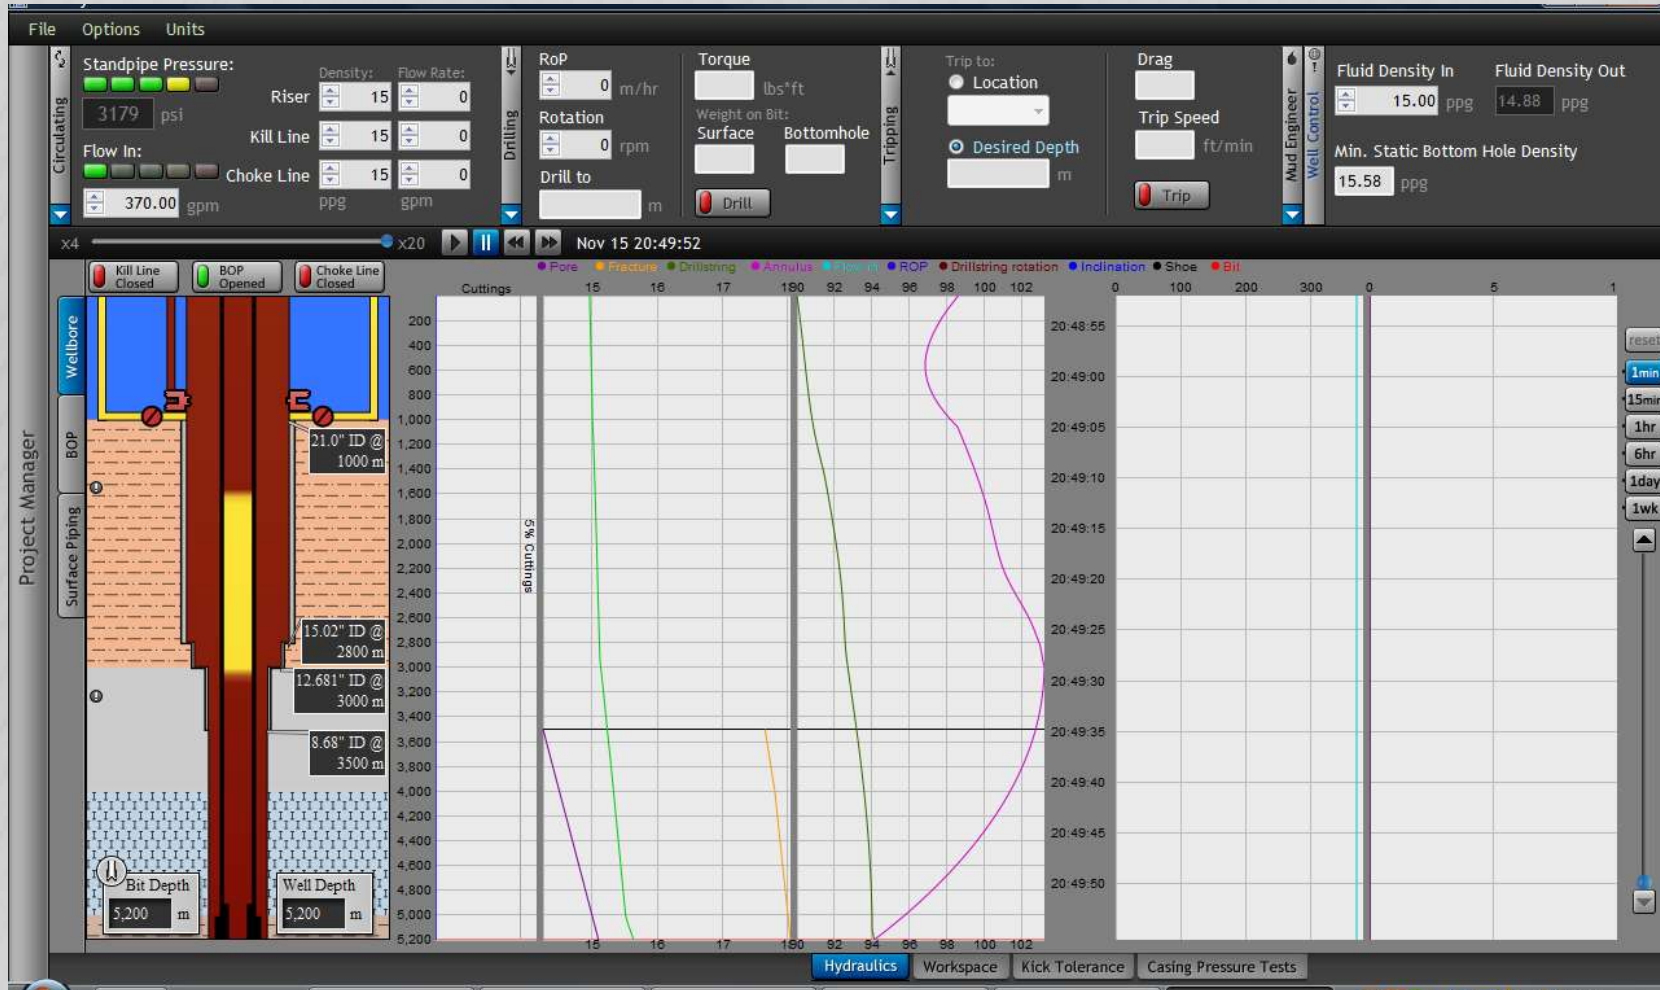 File Options Units
Standpipe Pressure:
3179 psi
Flow In:
370.00 gpm
Density: Flow Rate:
Riser 15 0
Kill Line 15 0
Choke Line 15 0
ppg gpm
Circulating
Drilling
RoP
0 m/hr
Rotation
0 rpm
Drill to
m
Torque
lbs*ft
Weight on Bit:
Surface Bottomhole
Drill
Tripping
Trip to:
Location
Desired Depth
m
Drag
Trip Speed
ft/min
Trip
Mud Engineer
Well Control
Fluid Density In Fluid Density Out
15.00 ppg 14.88 ppg
Min. Static Bottom Hole Density
15.58 ppg
x4 x20 Nov 15 20:49:52
Project Manager
Wellbore
BOP
Surface Piping
Kill Line
Closed
BOP
Opened
Choke Line
Closed
21.0" ID @
1000 m
15.02" ID @
2800 m
12.681" ID @
3000 m
8.68" ID @
3500 m
Bit Depth
5,200 m
Well Depth
5,200 m
Pore Fracture Drillstring Annulus Flow In ROP Drillstring rotation Inclination Shoe Bit
Cuttings 15 16 17 18 90 92 94 96 98 100 102 0 100 200 300 0 5 1
200
400
600
800
1,000
1,200
1,400
1,600
1,800
2,000
2,200
2,400
2,600
2,800
3,000
3,200
3,400
3,600
3,800
4,000
4,200
4,400
4,600
4,800
5,000
5,200
5% Cuttings
15 16 17 18 90 92 94 96 98 100 102
20:48:55
20:49:00
20:49:05
20:49:10
20:49:15
20:49:20
20:49:25
20:49:30
20:49:35
20:49:40
20:49:45
20:49:50
reset
1min
15min
1hr
6hr
1day
1wk
Hydraulics Workspace Kick Tolerance Casing Pressure Tests